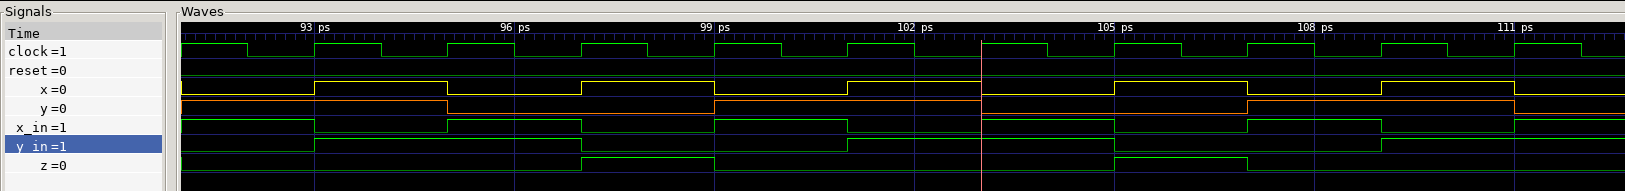 Signals Waves
Time 93 ps 96 ps 99 ps 102 ps 105 ps 108 ps 111 ps
clock=1
reset=0
x=0
y=0
x_in=1
y_in=1
z=0